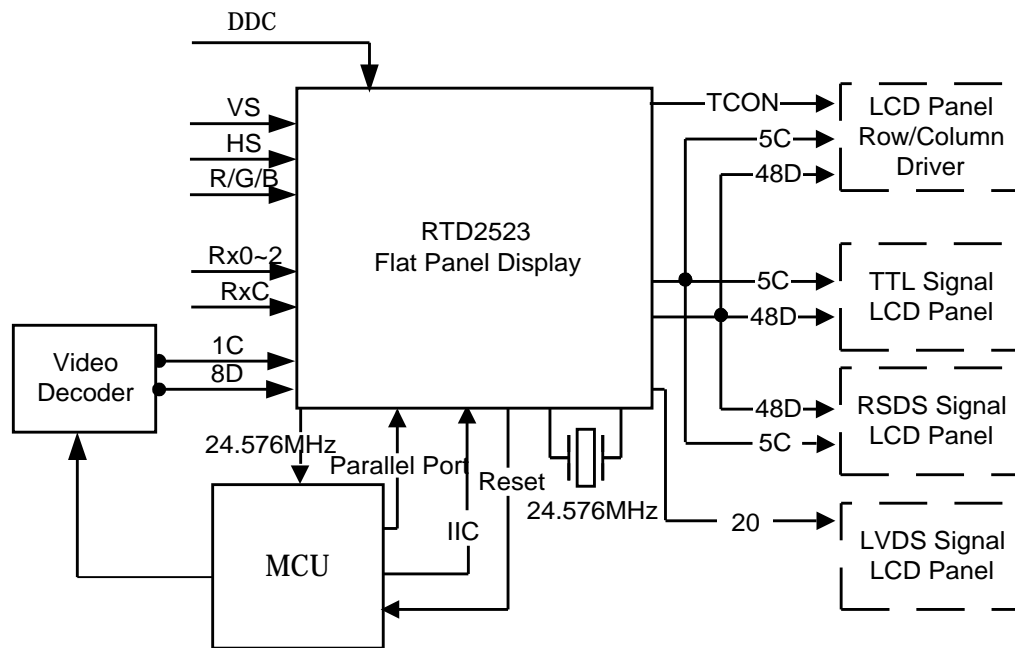 DDC
VS
HS
R/G/B
Rx0~2
RxC
1C
8D
Video
Decoder
RTD2523
Flat Panel Display
TCON
5C
48D
LCD Panel
Row/Column
Driver
5C
48D
TTL Signal
LCD Panel
48D
5C
RSDS Signal
LCD Panel
20
LVDS Signal
LCD Panel
24.576MHz
Parallel Port
IIC
Reset
24.576MHz
MCU